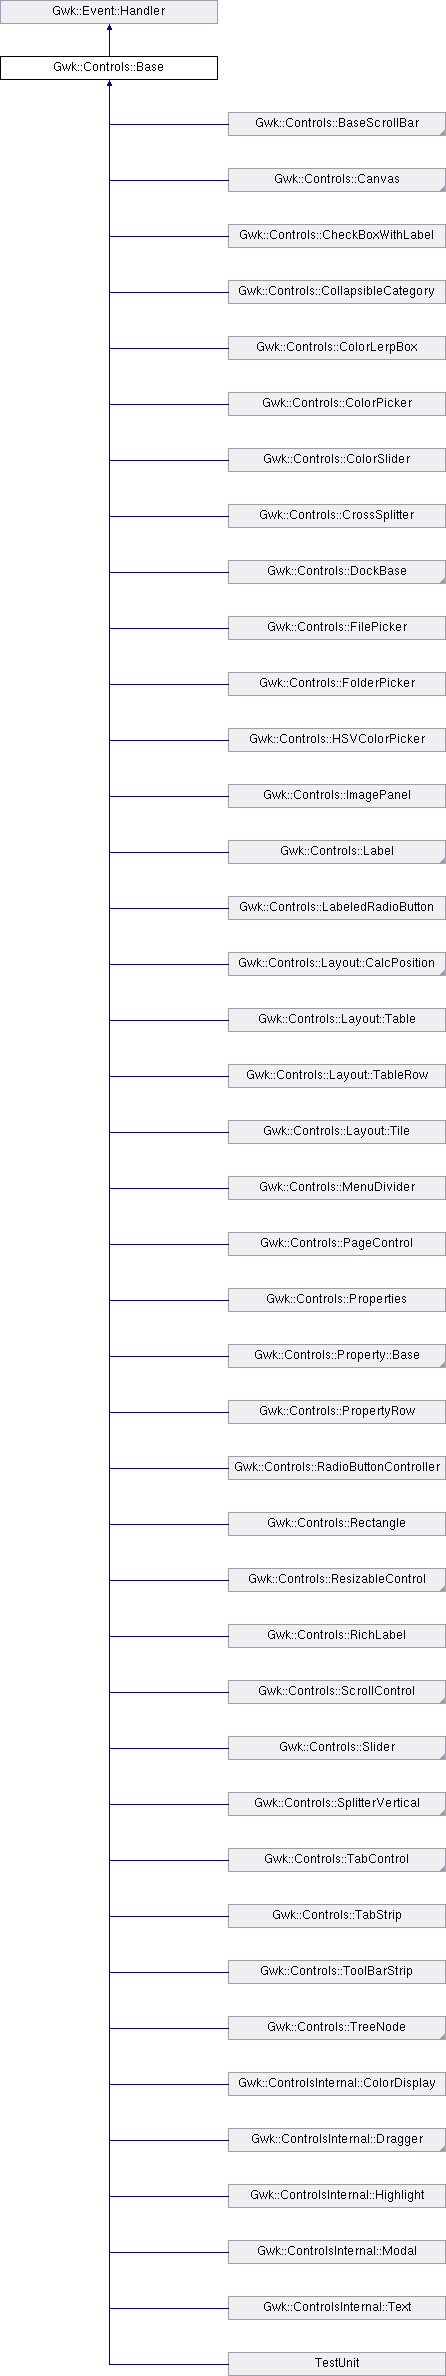 Gwk::Event::Handler
Gwk::Controls::Base
Gwk::Controls::BaseScrollBar
Gwk::Controls::Canvas
Gwk::Controls::CheckBoxWithLabel
Gwk::Controls::CollapsibleCategory
Gwk::Controls::ColorLerpBox
Gwk::Controls::ColorPicker
Gwk::Controls::ColorSlider
Gwk::Controls::CrossSplitter
Gwk::Controls::DockBase
Gwk::Controls::FilePicker
Gwk::Controls::FolderPicker
Gwk::Controls::HSVColorPicker
Gwk::Controls::ImagePanel
Gwk::Controls::Label
Gwk::Controls::LabeledRadioButton
Gwk::Controls::Layout::CalcPosition
Gwk::Controls::Layout::Table
Gwk::Controls::Layout::TableRow
Gwk::Controls::Layout::Tile
Gwk::Controls::MenuDivider
Gwk::Controls::PageControl
Gwk::Controls::Properties
Gwk::Controls::Property::Base
Gwk::Controls::PropertyRow
Gwk::Controls::RadioButtonController
Gwk::Controls::Rectangle
Gwk::Controls::ResizableControl
Gwk::Controls::RichLabel
Gwk::Controls::ScrollControl
Gwk::Controls::Slider
Gwk::Controls::SplitterVertical
Gwk::Controls::TabControl
Gwk::Controls::TabStrip
Gwk::Controls::ToolBarStrip
Gwk::Controls::TreeNode
Gwk::ControlsInternal::ColorDisplay
Gwk::ControlsInternal::Dragger
Gwk::ControlsInternal::Highlight
Gwk::ControlsInternal::Modal
Gwk::ControlsInternal::Text
TestUnit